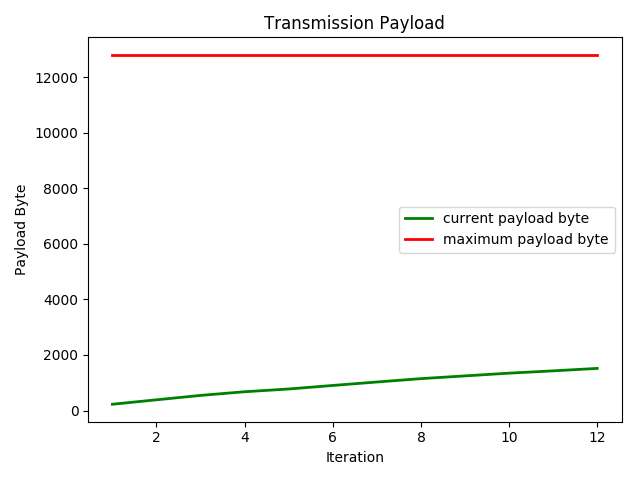 Transmission Payload
Payload Byte
12000
10000
8000
6000
4000
2000
0
current payload byte
maximum payload byte
2 4 6 8 10 12
Iteration